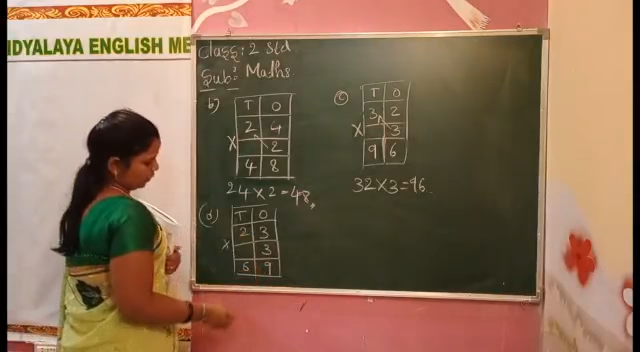 IDYALAYA ENGLISH ME
Class: 2 Std
Sub: Maths
b)
T O
2 4
X 2
4 8
24 X 2 = 48
(c)
T O
3 2
X 3
9 6
32 X 3 = 96
(d)
T O
2 3
X 3
6 9